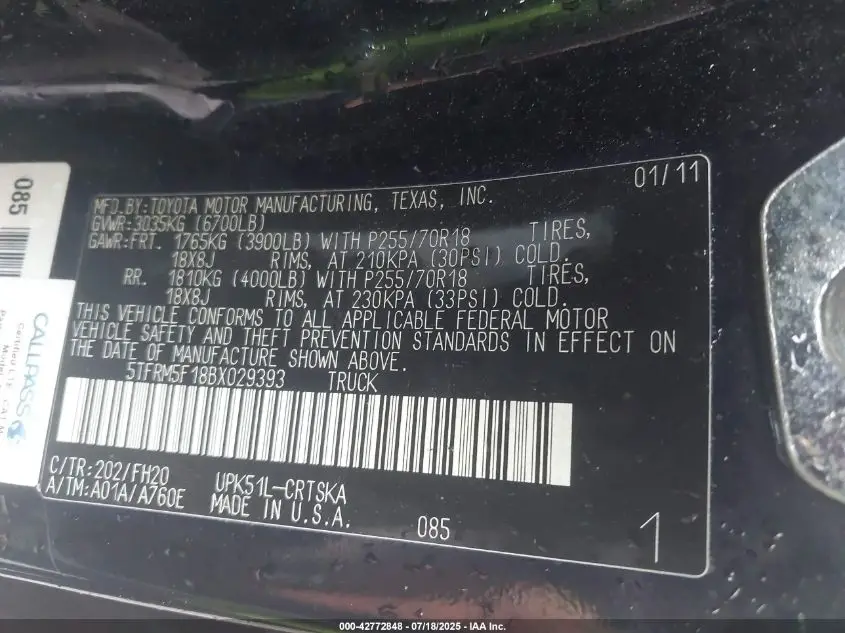 085
MFD.BY:TOYOTA MOTOR MANUFACTURING, TEXAS, INC. 01/11
GVWR:3035KG (6700LB)
GAWR:FRT. 1765KG (3900LB) WITH P255/70R18 TIRES,
18X8J RIMS, AT 210KPA (30PSI) COLD.
RR. 1810KG (4000LB) WITH P255/70R18 TIRES,
18X8J RIMS, AT 230KPA (33PSI) COLD.
THIS VEHICLE CONFORMS TO ALL APPLICABLE FEDERAL MOTOR
VEHICLE SAFETY AND THEFT PREVENTION STANDARDS IN EFFECT ON
THE DATE OF MANUFACTURE SHOWN ABOVE.
5TFRM5F18BX029393 TRUCK
C/TR:202/FH20 UPK51L-CRTSKA
A/TM:A01A/A760E MADE IN U.S.A. 085 1
CALLPASS
000-42772848 - 07/18/2025 - IAA Inc.